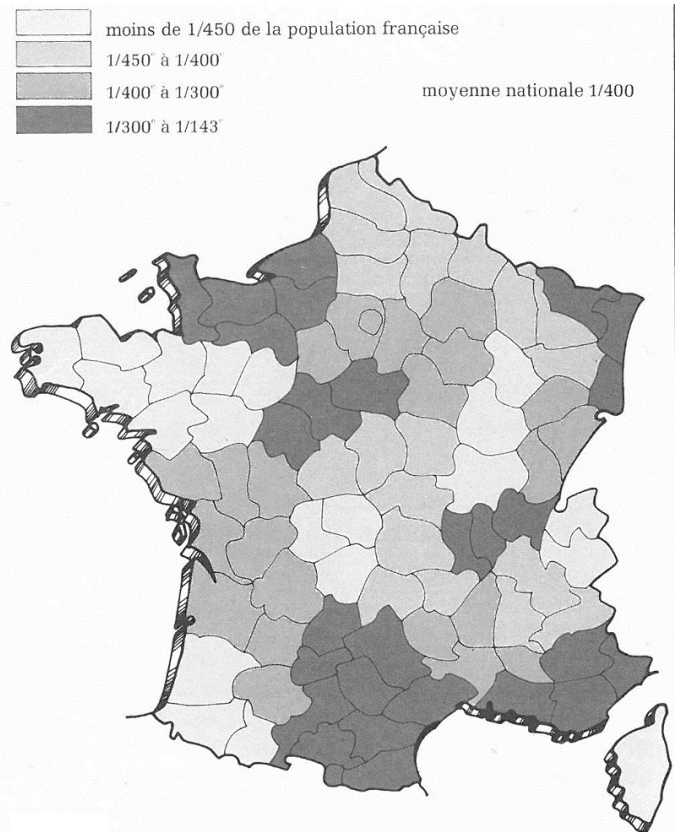 moins de 1/450 de la population française
1/450ᵉ à 1/400ᵉ
1/400ᵉ à 1/300ᵉ
moyenne nationale 1/400
1/300ᵉ à 1/143ᵉ